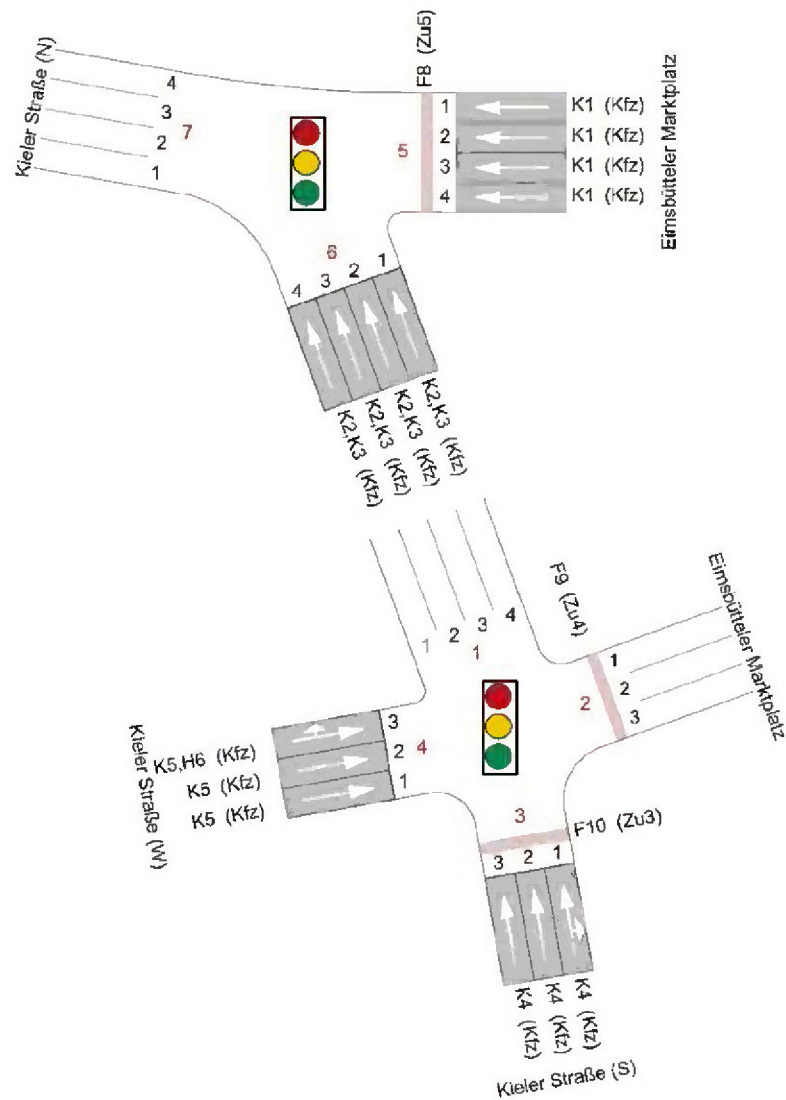 Kieler Straße (N)
4
3
2
1
7
F8 (Zu5)
5
1
2
3
4
K1 (Kfz)
K1 (Kfz)
K1 (Kfz)
K1 (Kfz)
Eimsbütteler Marktplatz
6
4
3
2
1
K2,K3 (Kfz)
K2,K3 (Kfz)
K2,K3 (Kfz)
K2,K3 (Kfz)
1
2
3
4
1
F9 (Zu4)
2
1
2
3
Eimsbütteler Marktplatz
Kieler Straße (W)
K5,H6 (Kfz)
K5 (Kfz)
K5 (Kfz)
3
2
1
4
3
F10 (Zu3)
3
2
1
K4 (Kfz)
K4 (Kfz)
K4 (Kfz)
Kieler Straße (S)